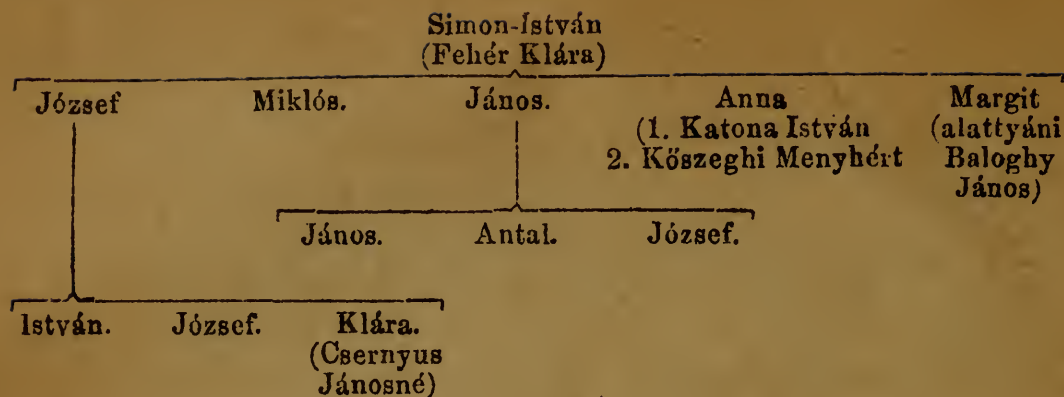 Simon-István
(Fehér Klára)
József Miklós. János. Anna Margit
(1. Katona István (alattyáni
2. Kőszeghi Menyhért Baloghy
János)
János. Antal. József.
István. József. Klára.
(Csernyus
Jánosné)